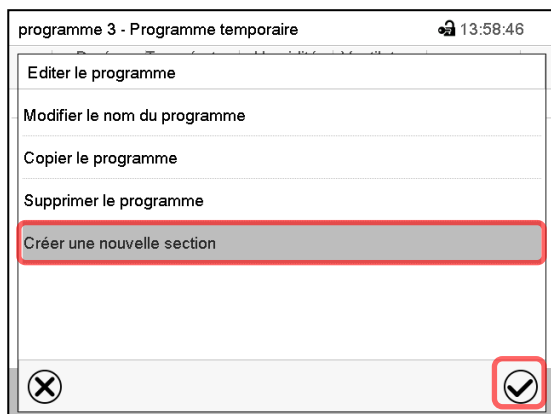 programme 3 - Programme temporaire 13:58:46
Editer le programme
Modifier le nom du programme
Copier le programme
Supprimer le programme
Créer une nouvelle section